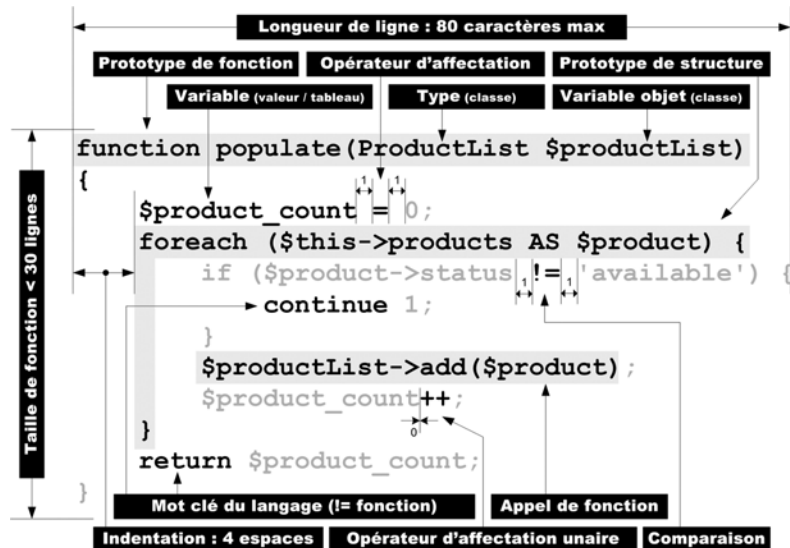 Longueur de ligne : 80 caractères max
Prototype de fonction
Opérateur d'affectation
Prototype de structure
Variable (valeur / tableau)
Type (classe)
Variable objet (classe)
Taille de fonction < 30 lignes
function populate(ProductList $productList)
{
1 1
$product_count = 0;
foreach ($this->products AS $product) {
if ($product->status != 'available') {
1 1
continue 1;
}
$productList->add($product);
$product_count++;
0
}
return $product_count;
}
Mot clé du langage (!= fonction)
Appel de fonction
Indentation : 4 espaces
Opérateur d'affectation unaire
Comparaison